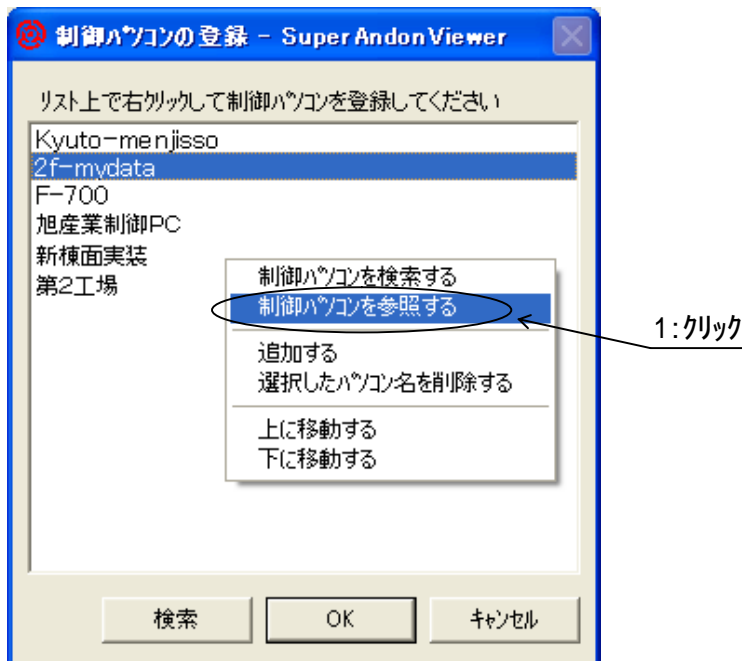 制御ﾊﾟｿｺﾝの登録 - Super Andon Viewer
ﾘｽﾄ上で右ｸﾘｯｸして制御ﾊﾟｿｺﾝを登録してください
Kyuto-menjisso
2f-mydata
F-700
旭産業制御PC
新棟面実装
第2工場
制御ﾊﾟｿｺﾝを検索する
制御ﾊﾟｿｺﾝを参照する
1:ｸﾘｯｸ
追加する
選択したﾊﾟｿｺﾝ名を削除する
上に移動する
下に移動する
検索
OK
ｷｬﾝｾﾙ